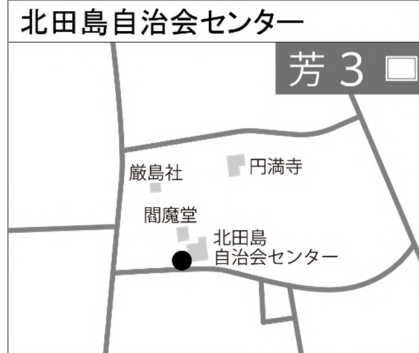 北田島自治会センター
芳 3
厳島社
円満寺
閻魔堂
北田島
自治会センター